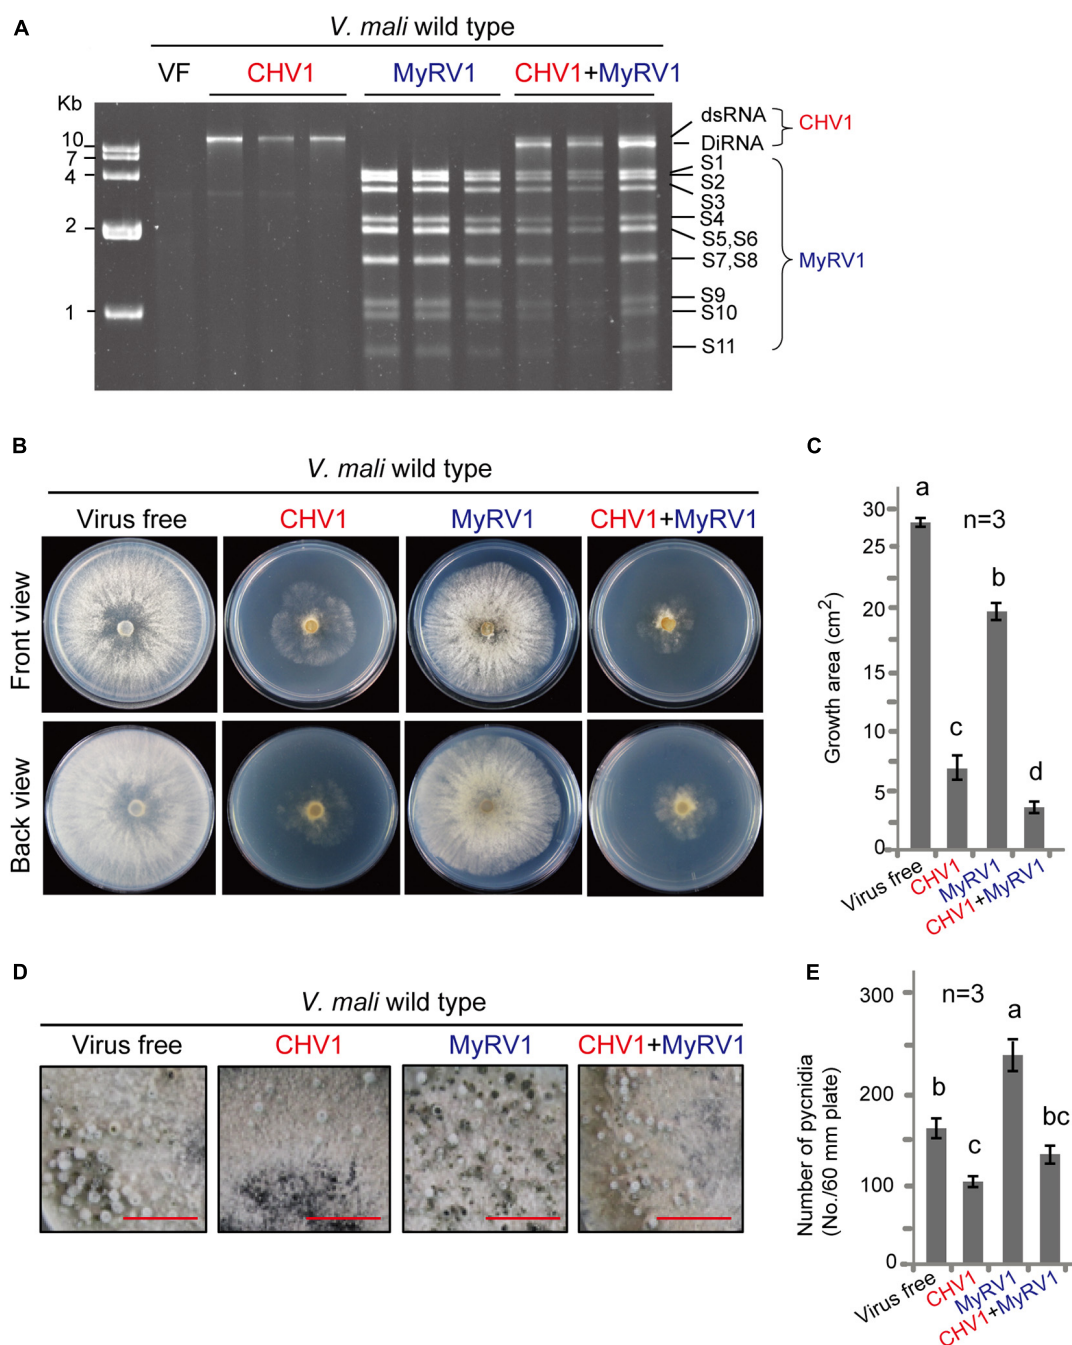 A
V. mali wild type
VF CHV1 MyRV1 CHV1+MyRV1
Kb
10
7
4
2
1
dsRNA
DiRNA
CHV1
S1
S2
S3
S4
S5,S6
S7,S8
S9
S10
S11
MyRV1
B
V. mali wild type
Virus free CHV1 MyRV1 CHV1+MyRV1
Front view
Back view
C
n=3
Growth area (cm²)
30
25
20
15
10
5
0
a
c
b
d
Virus free
CHV1
MyRV1
CHV1+MyRV1
D
V. mali wild type
Virus free CHV1 MyRV1 CHV1+MyRV1
E
n=3
Number of pycnidia
(No./60 mm plate)
300
200
100
0
b
c
a
bc
Virus free
CHV1
MyRV1
CHV1+MyRV1